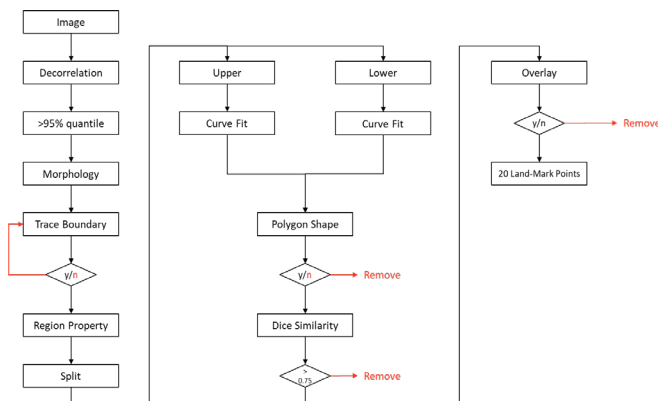 Image
Decorrelation
>95% quantile
Morphology
Trace Boundary
y/n
Region Property
Split
Upper
Lower
Curve Fit
Curve Fit
Polygon Shape
y/n
Remove
Dice Similarity
>
0.75
Remove
Overlay
y/n
Remove
20 Land-Mark Points